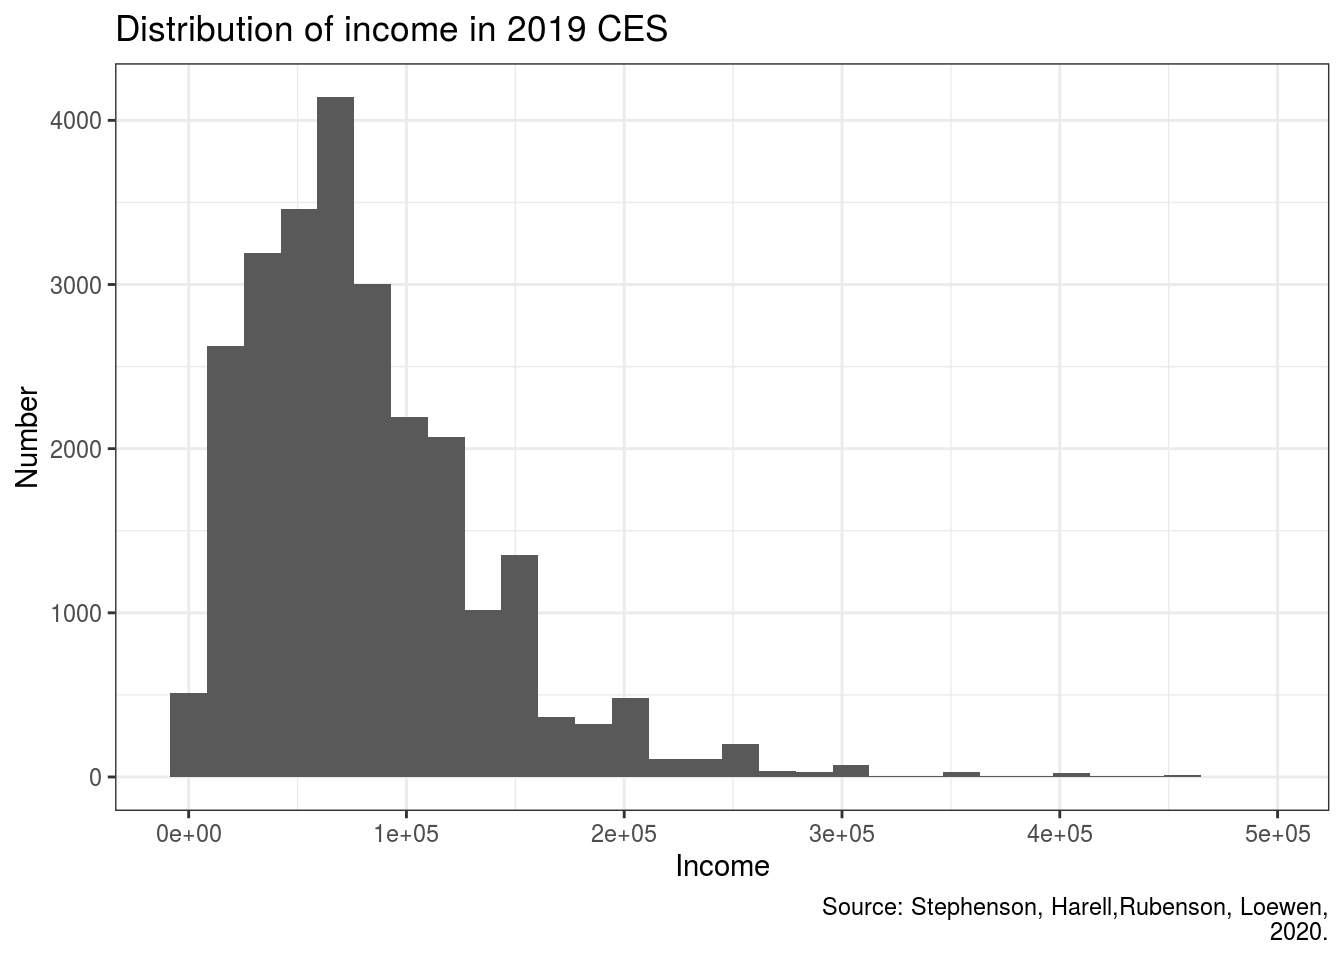 Distribution of income in 2019 CES
4000
3000
2000
1000
0
Number
0e+00 1e+05 2e+05 3e+05 4e+05 5e+05
Income
Source: Stephenson, Harell,Rubenson, Loewen,
2020.